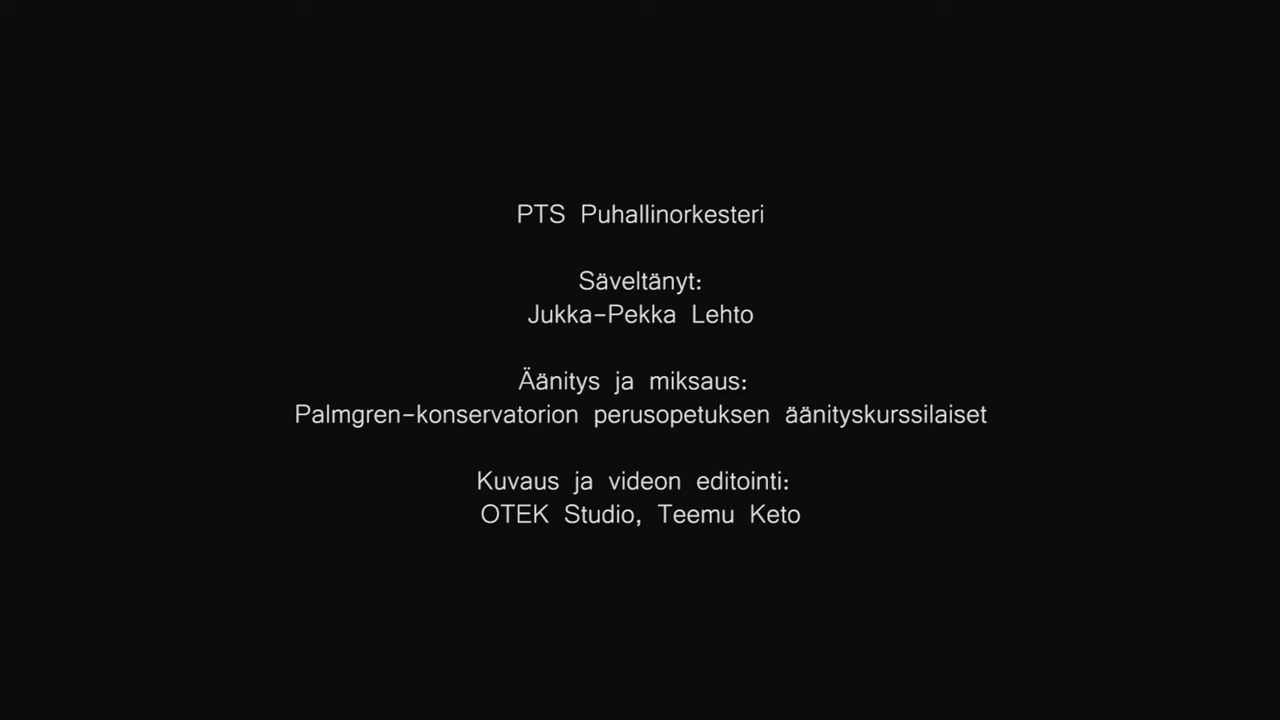 PTS Puhallinorkesteri
Säveltänyt:
Jukka-Pekka Lehto
Äänitys ja miksaus:
Palmgren-konservatorion perusopetuksen äänityskurssilaiset
Kuvaus ja videon editointi:
OTEK Studio, Teemu Keto